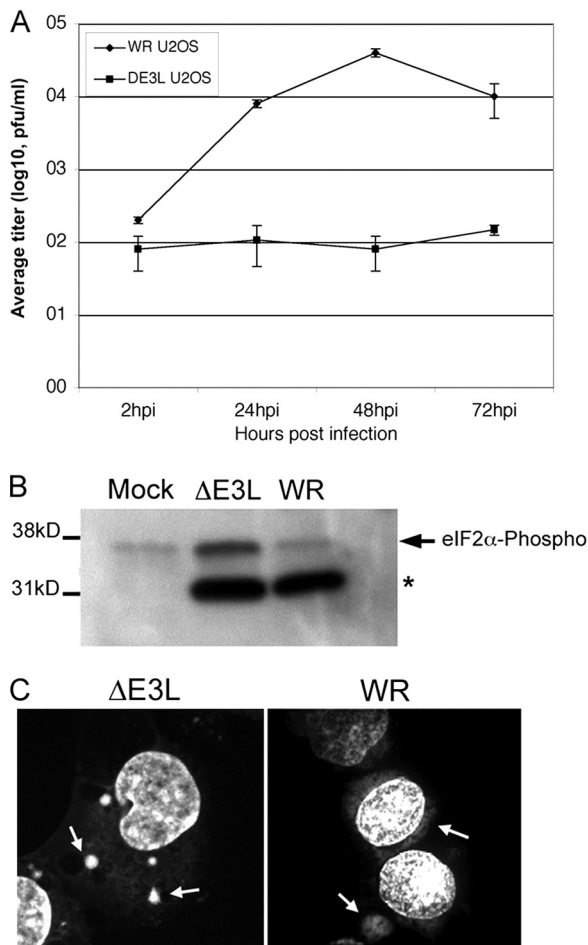 A
WR U2OS
DE3L U2OS
Average titer (log10, pfu/ml)
05
04
03
02
01
00
2hpi
24hpi
48hpi
72hpi
Hours post infection
B
Mock
ΔE3L
WR
38kD
eIF2α-Phospho
31kD
*
C
ΔE3L
WR